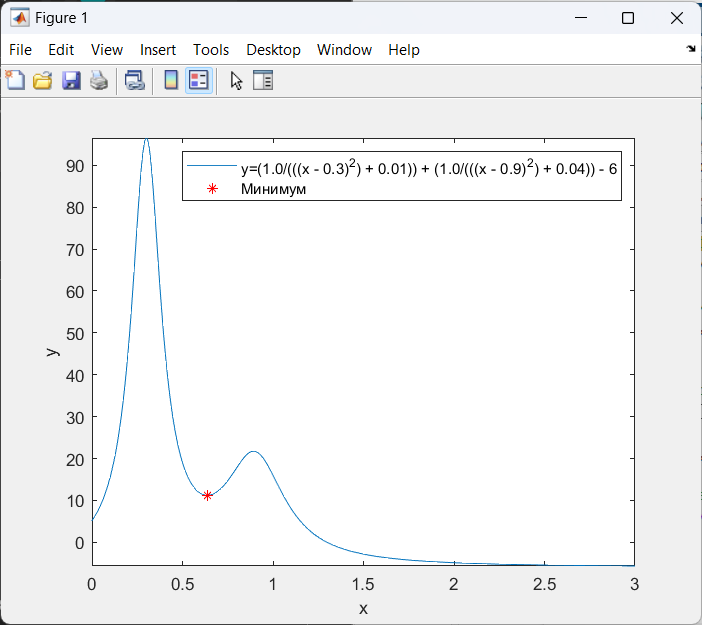 Figure 1
File Edit View Insert Tools Desktop Window Help
y=(1.0/(((x - 0.3)²) + 0.01)) + (1.0/(((x - 0.9)²) + 0.04)) - 6
Минимум
90
80
70
60
50
40
30
20
10
0
y
0 0.5 1 1.5 2 2.5 3
x